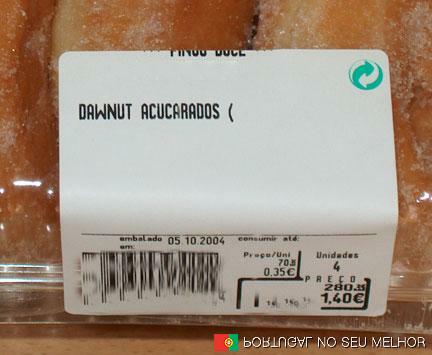 PINGO DOCE
DAWNUT ACUCARADOS (
embalado em: 05.10.2004 consumir até:
Preço/Uni Unidades
70$ 4
0,35€ PREÇO
280$
1,40€
PORTUGAL NO SEU MELHOR